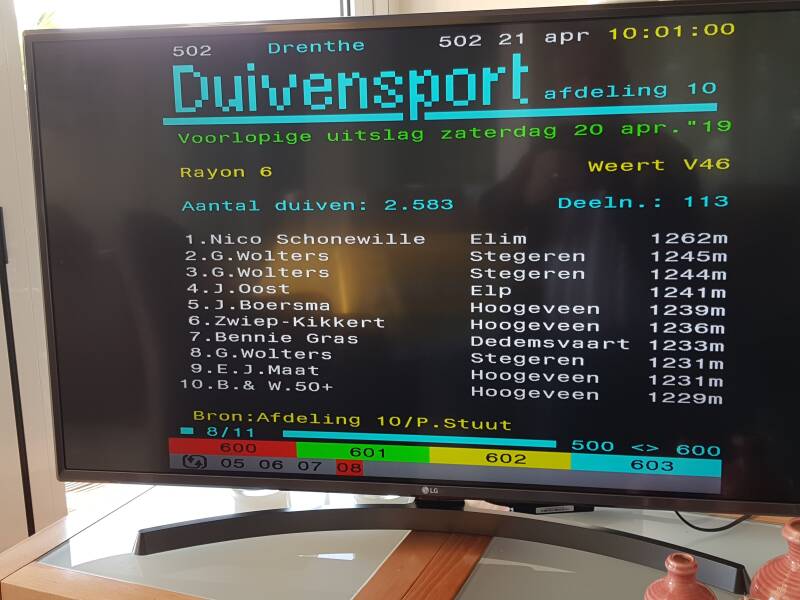 502 Drenthe 502 21 apr 10:01:00
Duivensport afdeling 10
Voorlopige uitslag zaterdag 20 apr."19
Rayon 6 Weert V46
Aantal duiven: 2.583 Deeln.: 113
1.Nico Schonewille Elim 1262m
2.G.Wolters Stegeren 1245m
3.G.Wolters Stegeren 1244m
4.J.Oost Elp 1241m
5.J.Boersma Hoogeveen 1239m
6.Zwiep-Kikkert Hoogeveen 1236m
7.Bennie Gras Dedemsvaart 1233m
8.G.Wolters Stegeren 1231m
9.E.J.Maat Hoogeveen 1231m
10.B.& W.50+ Hoogeveen 1229m
Bron:Afdeling 10/P.Stuut
8/11 500 <> 600
600 601 602 603
05 06 07 08
LG